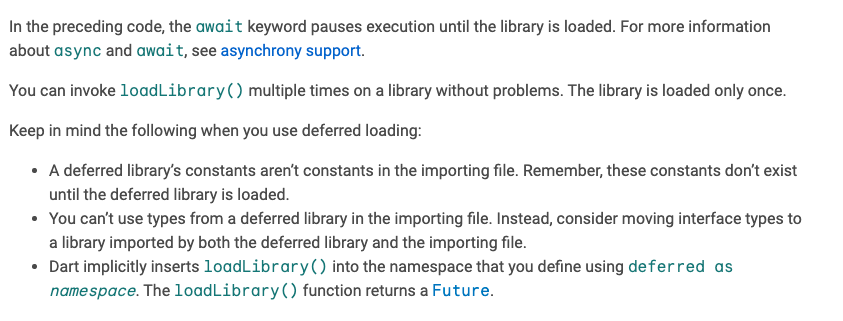 In the preceding code, the await keyword pauses execution until the library is loaded. For more information
about async and await, see asynchrony support.
You can invoke loadLibrary() multiple times on a library without problems. The library is loaded only once.
Keep in mind the following when you use deferred loading:
• A deferred library’s constants aren’t constants in the importing file. Remember, these constants don’t exist
until the deferred library is loaded.
• You can’t use types from a deferred library in the importing file. Instead, consider moving interface types to
a library imported by both the deferred library and the importing file.
• Dart implicitly inserts loadLibrary() into the namespace that you define using deferred as
namespace. The loadLibrary() function returns a Future.